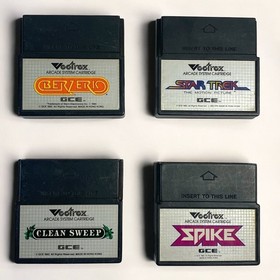 Vectrex
ARCADE SYSTEM CARTRIDGE
BERZERK
GCE
INSERT TO THIS LINE
Vectrex
ARCADE SYSTEM CARTRIDGE
STAR TREK
THE MOTION PICTURE
GCE
Vectrex
ARCADE SYSTEM CARTRIDGE
CLEAN SWEEP
GCE
INSERT TO THIS LINE
Vectrex
ARCADE SYSTEM CARTRIDGE
SPIKE
GCE